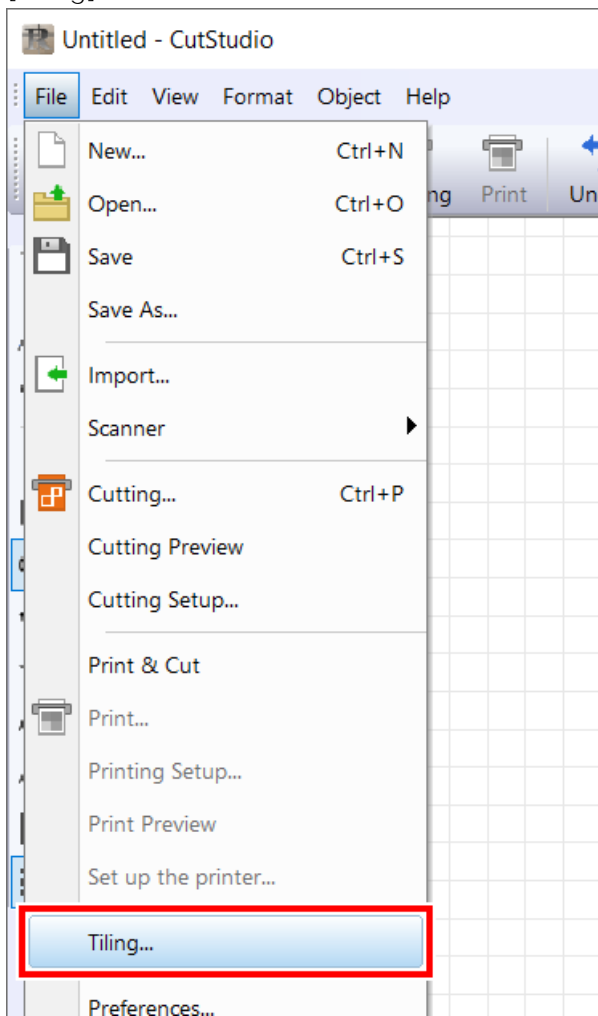 Untitled - CutStudio
File Edit View Format Object Help
New... Ctrl+N
ng Print Un
Open... Ctrl+O
Save Ctrl+S
Save As...
Import...
Scanner
Cutting... Ctrl+P
Cutting Preview
Cutting Setup...
Print & Cut
Print...
Printing Setup...
Print Preview
Set up the printer...
Tiling...
Preferences...